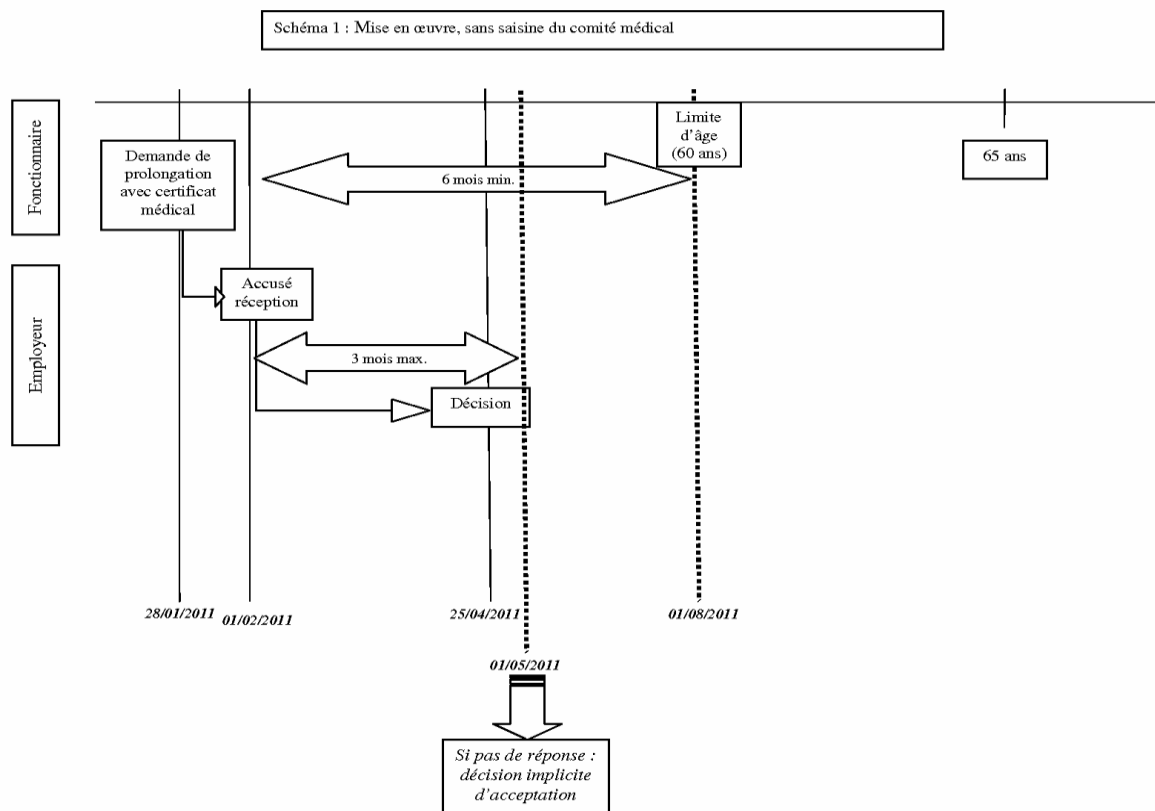 Schéma 1 : Mise en œuvre, sans saisine du comité médical
Fonctionnaire
Demande de
prolongation
avec certificat
médical
6 mois min.
Limite
d'âge
(60 ans)
65 ans
Employeur
Accusé
réception
3 mois max.
Décision
28/01/2011
01/02/2011
25/04/2011
01/08/2011
01/05/2011
Si pas de réponse :
décision implicite
d'acceptation